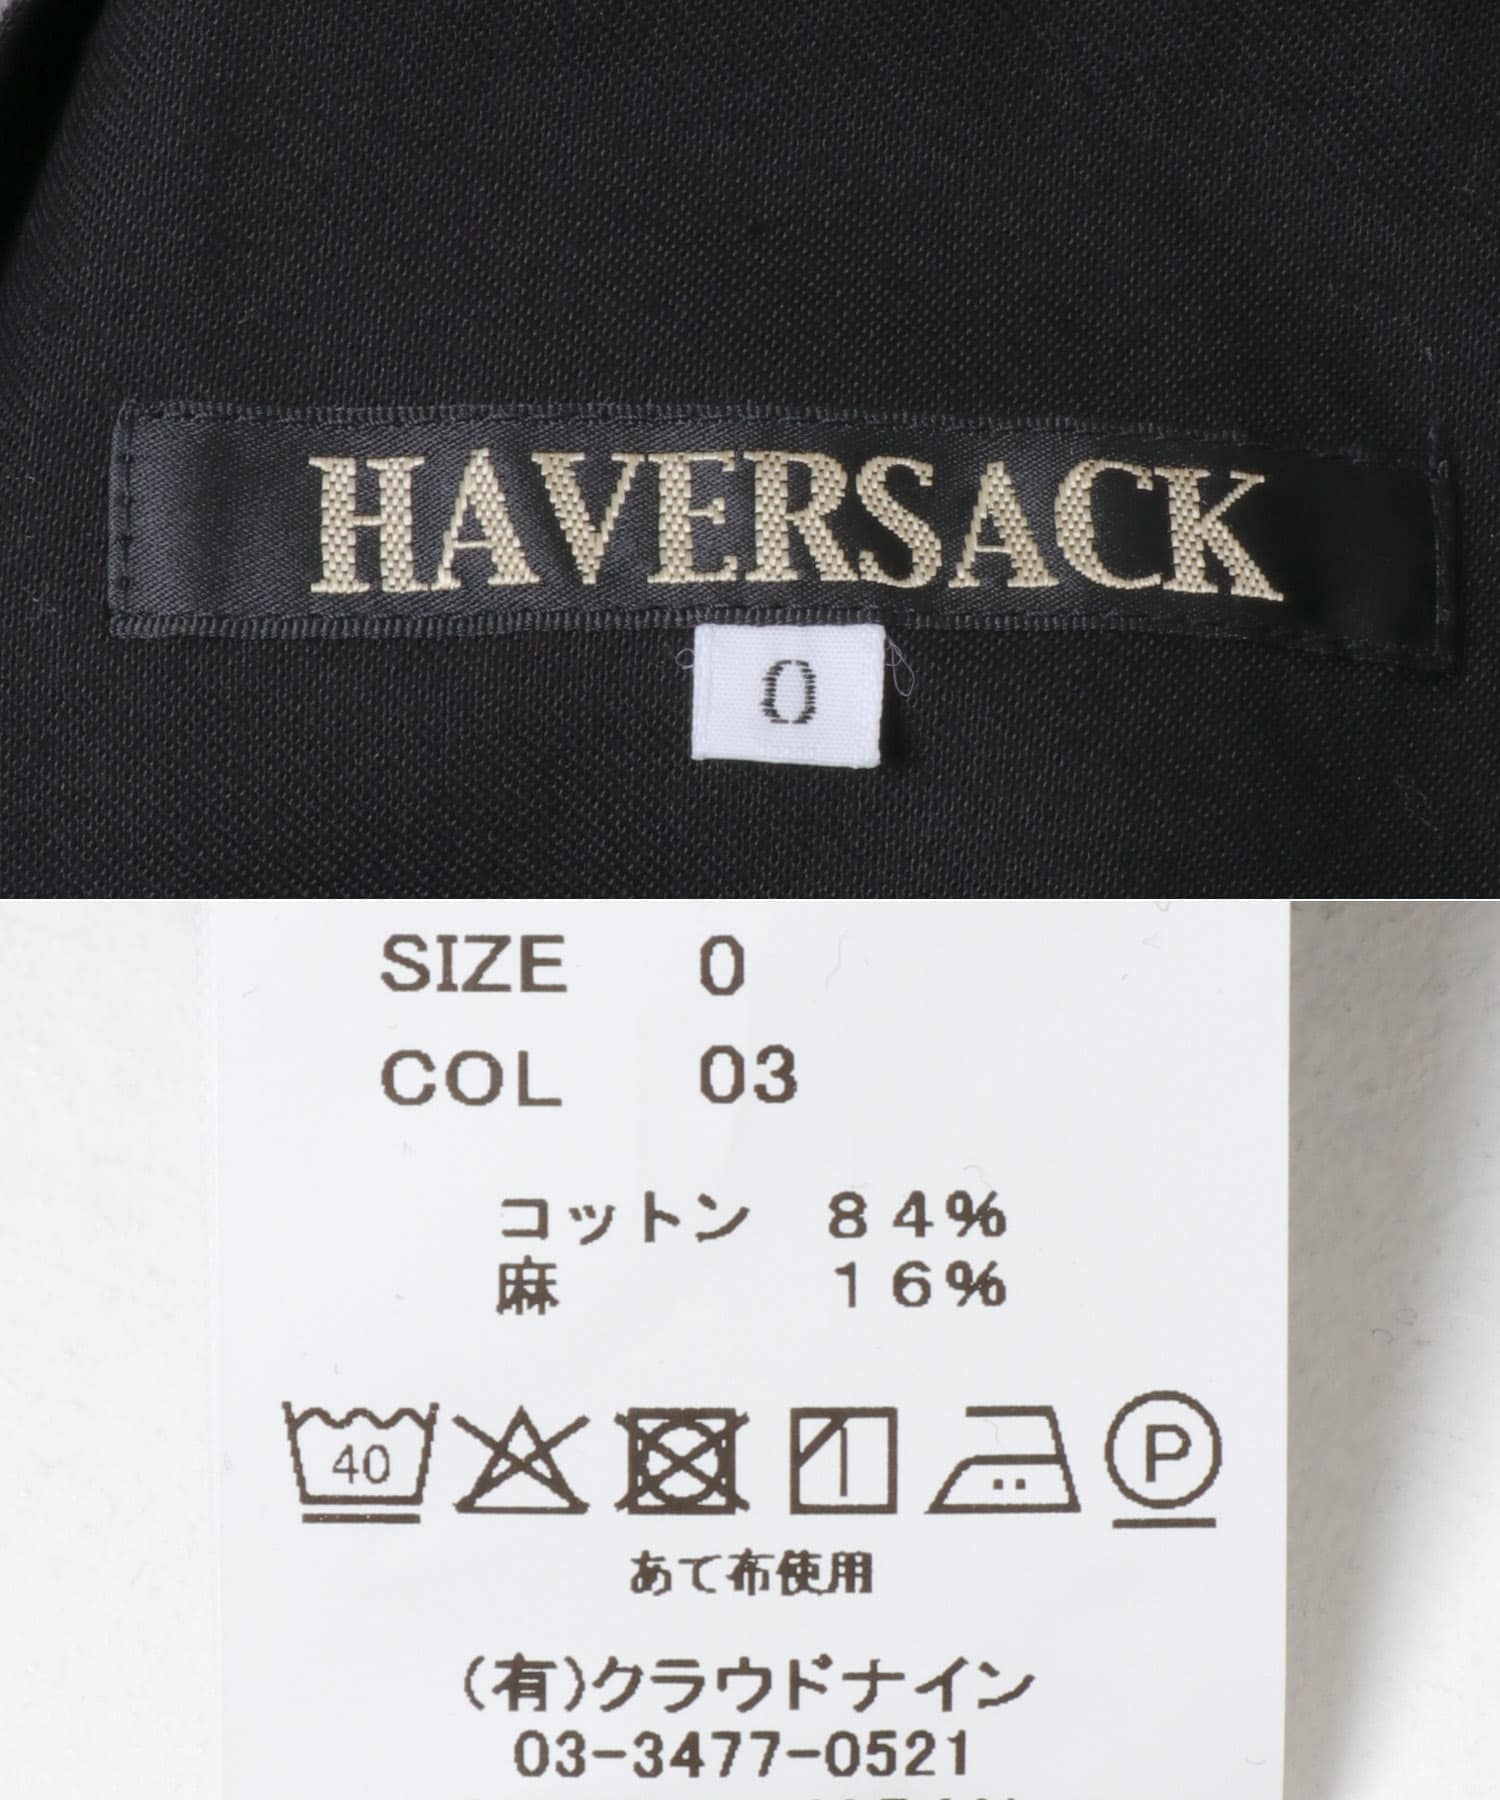 HAVERSACK
0
SIZE 0
COL 03
コットン 84%
麻 16%
40 P
あて布使用
(有)クラウドナイン
03-3477-0521